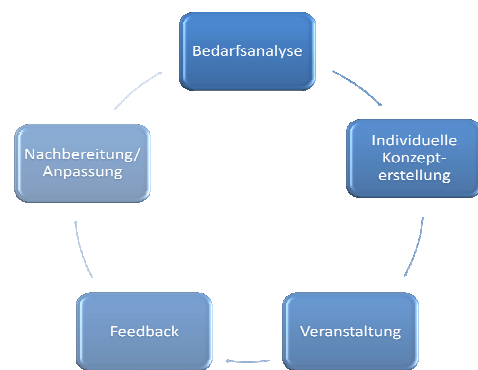 Bedarfsanalyse
Individuelle
Konzept-
erstellung
Veranstaltung
Feedback
Nachbereitung/
Anpassung